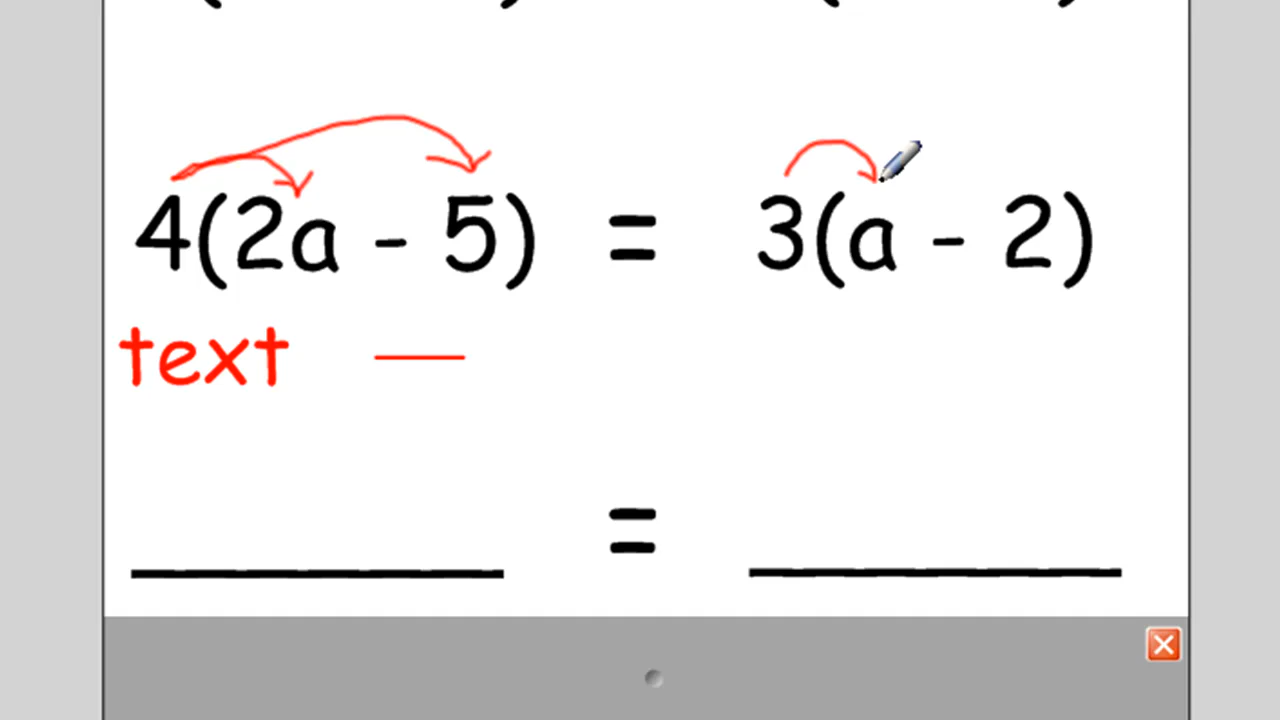 4(2a - 5) = 3(a - 2)
text —
=